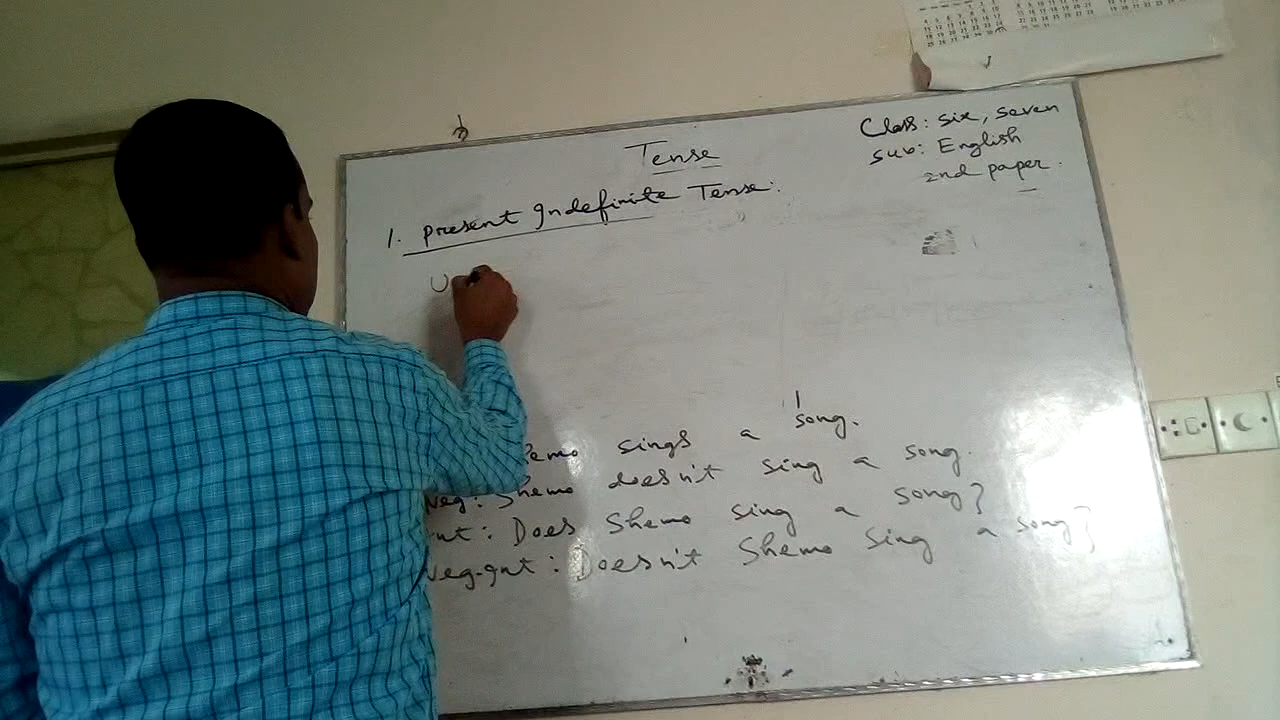 Tense
Class: six, seven
sub: English
2nd paper.
1. Present Indefinite Tense:
U
sings a song.
Neg: Shemo doesn't sing a song.
Int: Does Shemo sing a song?
Neg-Int: Doesn't Shemo sing a song?